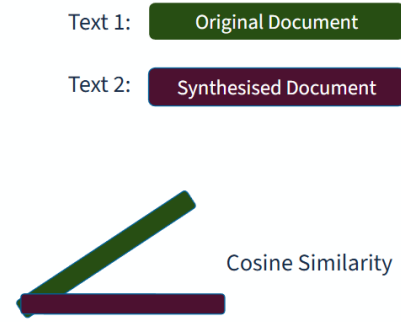 Text 1: Original Document
Text 2: Synthesised Document
Cosine Similarity